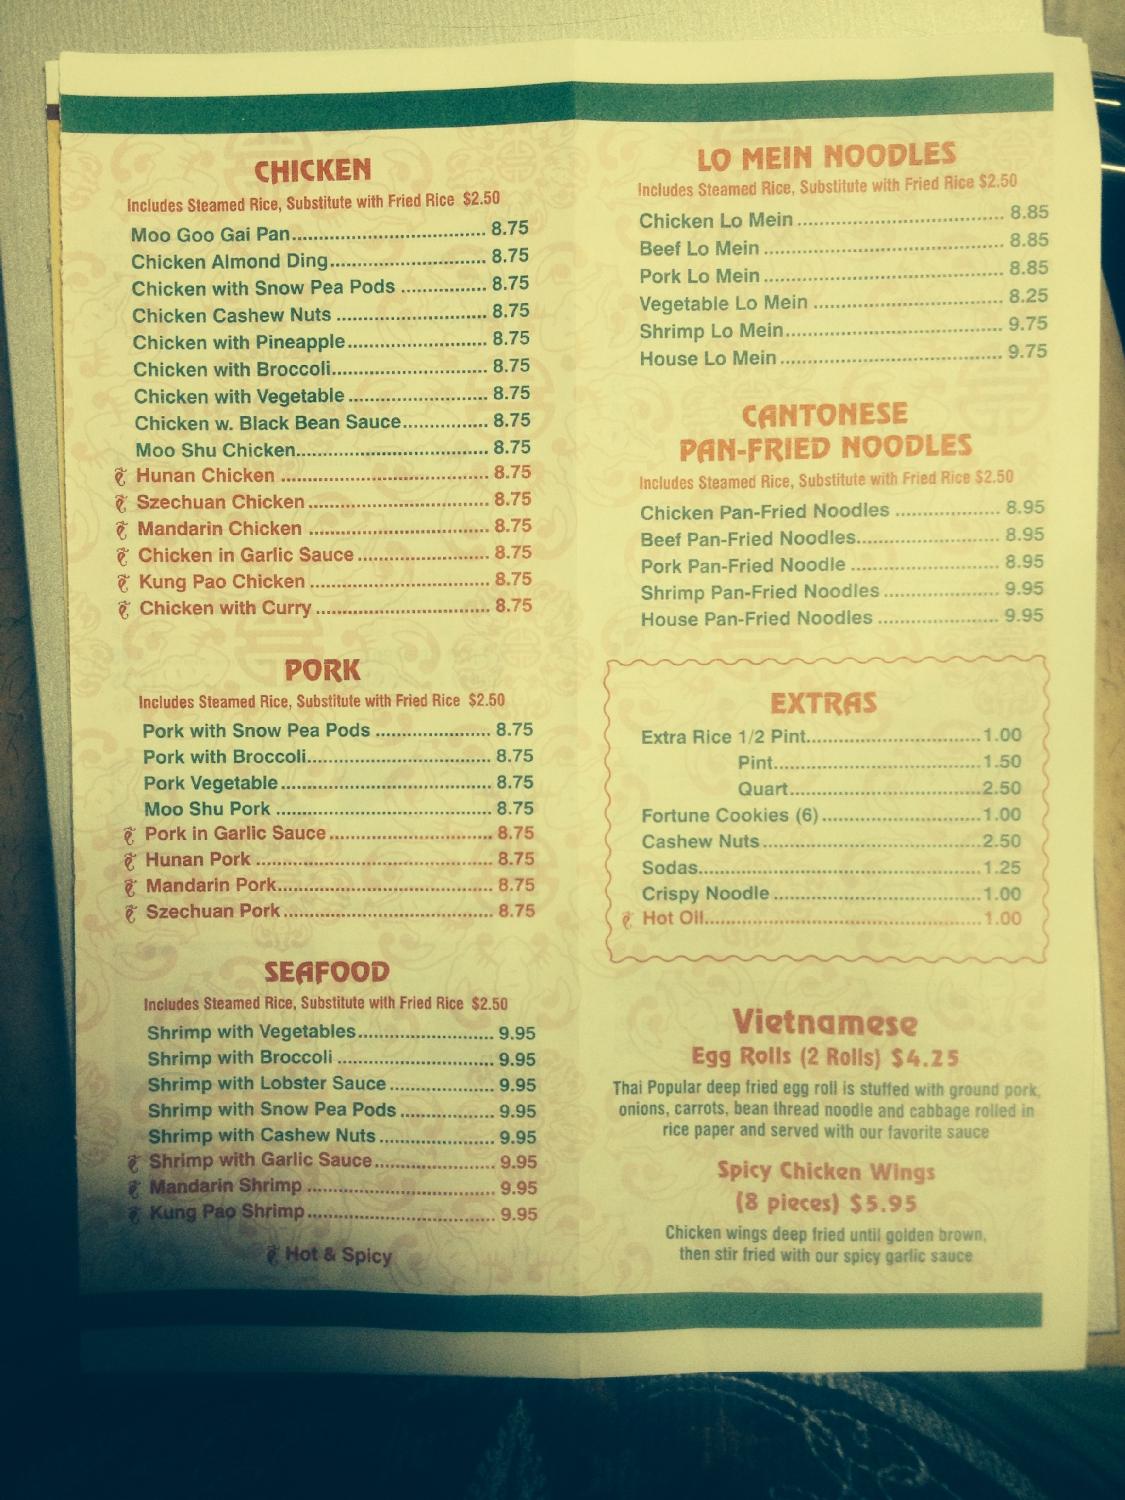 CHICKEN
Includes Steamed Rice, Substitute with Fried Rice $2.50
Moo Goo Gai Pan.................................... 8.75
Chicken Almond Ding............................. 8.75
Chicken with Snow Pea Pods ................ 8.75
Chicken Cashew Nuts ............................ 8.75
Chicken with Pineapple.......................... 8.75
Chicken with Broccoli............................. 8.75
Chicken with Vegetable .......................... 8.75
Chicken w. Black Bean Sauce................ 8.75
Moo Shu Chicken................................... 8.75
Hunan Chicken ...................................... 8.75
Szechuan Chicken.................................. 8.75
Mandarin Chicken .................................. 8.75
Chicken in Garlic Sauce ......................... 8.75
Kung Pao Chicken ................................. 8.75
Chicken with Curry ................................ 8.75
PORK
Includes Steamed Rice, Substitute with Fried Rice $2.50
Pork with Snow Pea Pods ...................... 8.75
Pork with Broccoli................................... 8.75
Pork Vegetable ........................................ 8.75
Moo Shu Pork ......................................... 8.75
Pork in Garlic Sauce ............................... 8.75
Hunan Pork ............................................. 8.75
Mandarin Pork......................................... 8.75
Szechuan Pork........................................ 8.75
SEAFOOD
Includes Steamed Rice, Substitute with Fried Rice $2.50
Shrimp with Vegetables.......................... 9.95
Shrimp with Broccoli .............................. 9.95
Shrimp with Lobster Sauce .................... 9.95
Shrimp with Snow Pea Pods .................. 9.95
Shrimp with Cashew Nuts ...................... 9.95
Shrimp with Garlic Sauce....................... 9.95
Mandarin Shrimp .................................... 9.95
Kung Pao Shrimp.................................... 9.95
Hot & Spicy
LO MEIN NOODLES
Includes Steamed Rice, Substitute with Fried Rice $2.50
Chicken Lo Mein ....................................... 8.85
Beef Lo Mein ............................................. 8.85
Pork Lo Mein ............................................. 8.85
Vegetable Lo Mein .................................... 8.25
Shrimp Lo Mein......................................... 9.75
House Lo Mein .......................................... 9.75
CANTONESE
PAN-FRIED NOODLES
Includes Steamed Rice, Substitute with Fried Rice $2.50
Chicken Pan-Fried Noodles .................... 8.95
Beef Pan-Fried Noodles........................... 8.95
Pork Pan-Fried Noodle ............................ 8.95
Shrimp Pan-Fried Noodles ...................... 9.95
House Pan-Fried Noodles ....................... 9.95
EXTRAS
Extra Rice 1/2 Pint.................................1.00
Pint.......................................1.50
Quart....................................2.50
Fortune Cookies (6)..............................1.00
Cashew Nuts.........................................2.50
Sodas.....................................................1.25
Crispy Noodle .......................................1.00
Hot Oil....................................................1.00
Vietnamese
Egg Rolls (2 Rolls) $4.25
Thai Popular deep fried egg roll is stuffed with ground pork,
onions, carrots, bean thread noodle and cabbage rolled in
rice paper and served with our favorite sauce
Spicy Chicken Wings
(8 pieces) $5.95
Chicken wings deep fried until golden brown,
then stir fried with our spicy garlic sauce